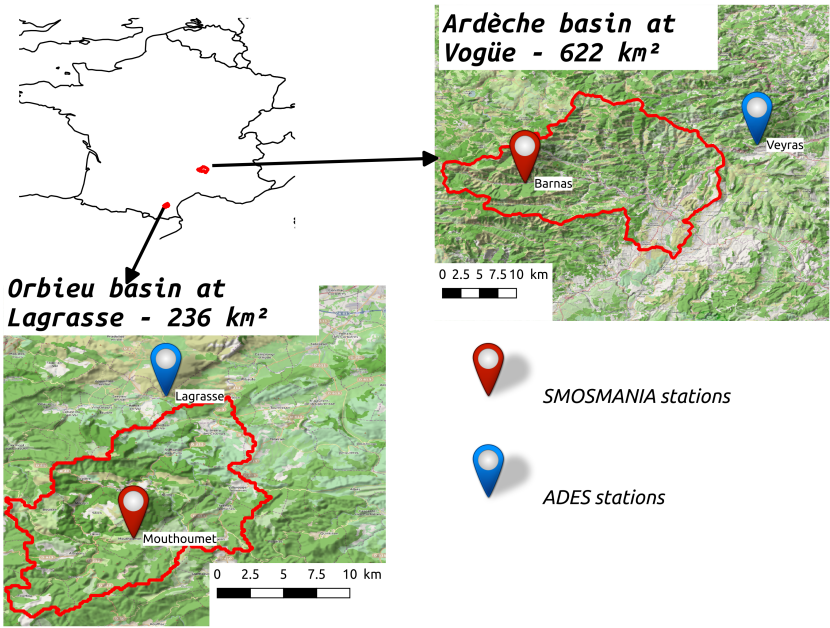 Ardèche basin at
Vogüe - 622 km²
Veyras
Barnas
0 2.5 5 7.5 10 km
Orbieu basin at
Lagrasse - 236 km²
Lagrasse
Mouthoumet
0 2.5 5 7.5 10 km
SMOSMANIA stations
ADES stations